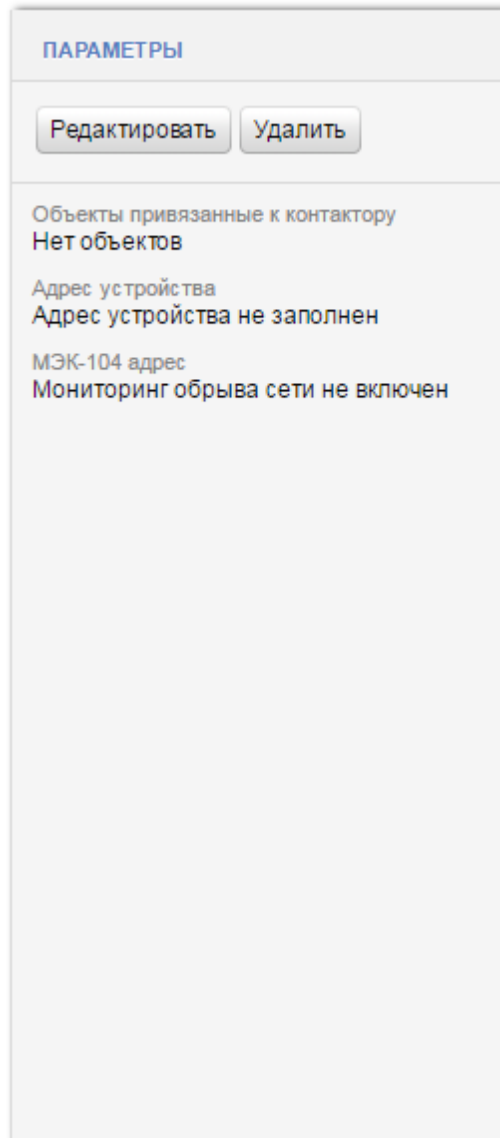 ПАРАМЕТРЫ
Редактировать Удалить
Объекты привязанные к контактору
Нет объектов
Адрес устройства
Адрес устройства не заполнен
МЭК-104 адрес
Мониторинг обрыва сети не включен